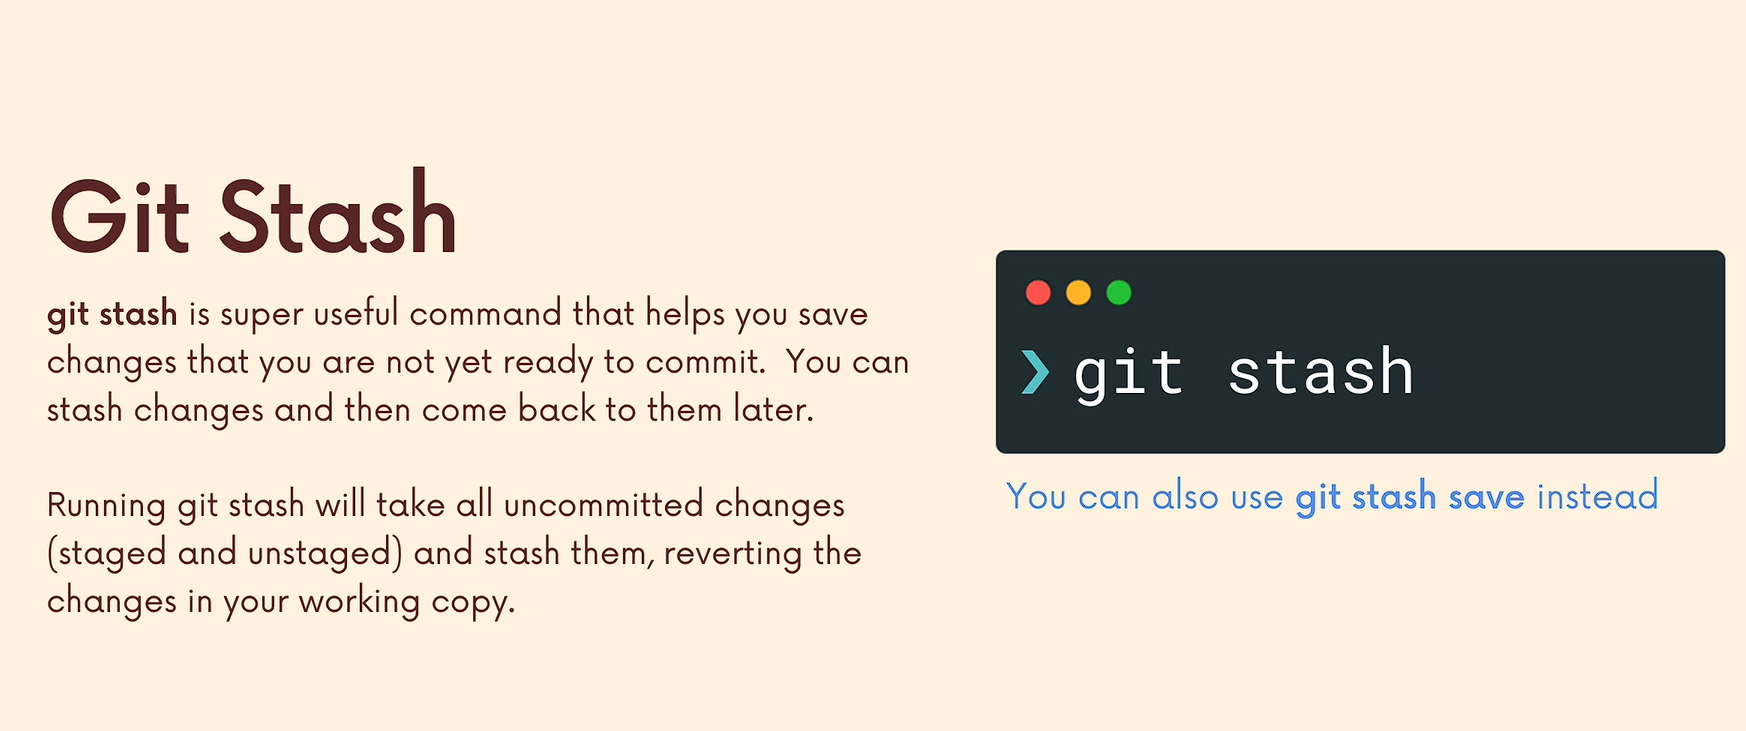 Git Stash
git stash is super useful command that helps you save
changes that you are not yet ready to commit.  You can
stash changes and then come back to them later.
Running git stash will take all uncommitted changes
(staged and unstaged) and stash them, reverting the
changes in your working copy.
❯ git stash
You can also use git stash save instead